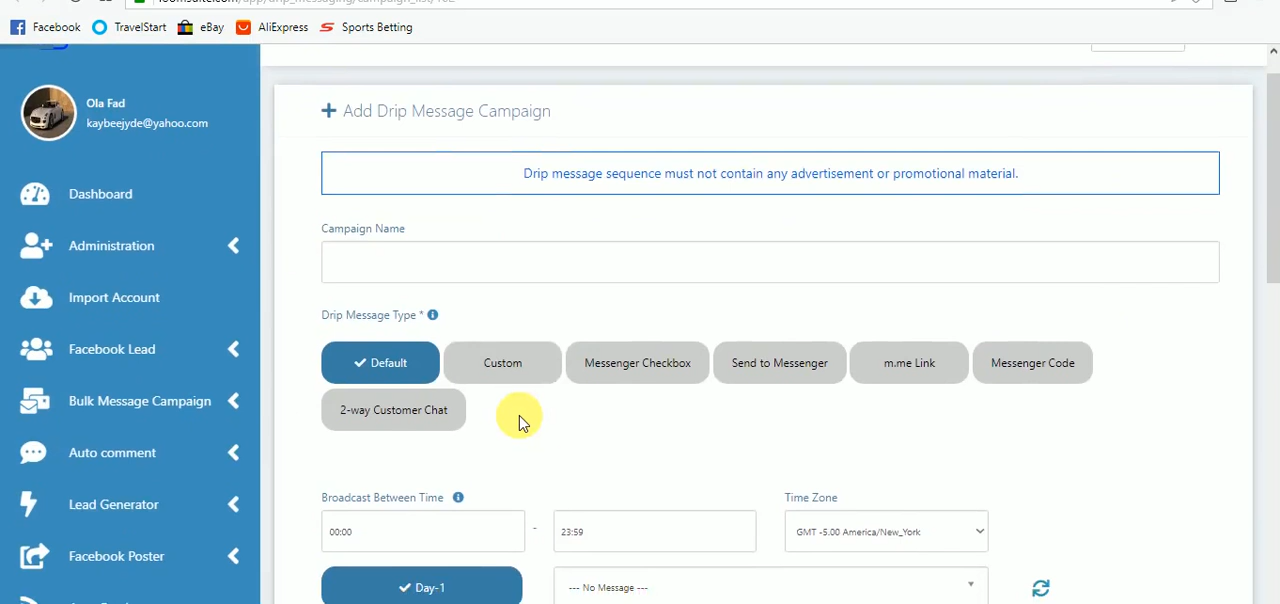 Facebook TravelStart eBay AliExpress Sports Betting
Ola Fad
kaybeejyde@yahoo.com
Dashboard
Administration
Import Account
Facebook Lead
Bulk Message Campaign
Auto comment
Lead Generator
Facebook Poster
Add Drip Message Campaign
Drip message sequence must not contain any advertisement or promotional material.
Campaign Name
Drip Message Type *
Default Custom Messenger Checkbox Send to Messenger m.me Link Messenger Code
2-way Customer Chat
Broadcast Between Time Time Zone
00:00 - 23:59 GMT -5.00 America/New_York
Day-1 --- No Message ---